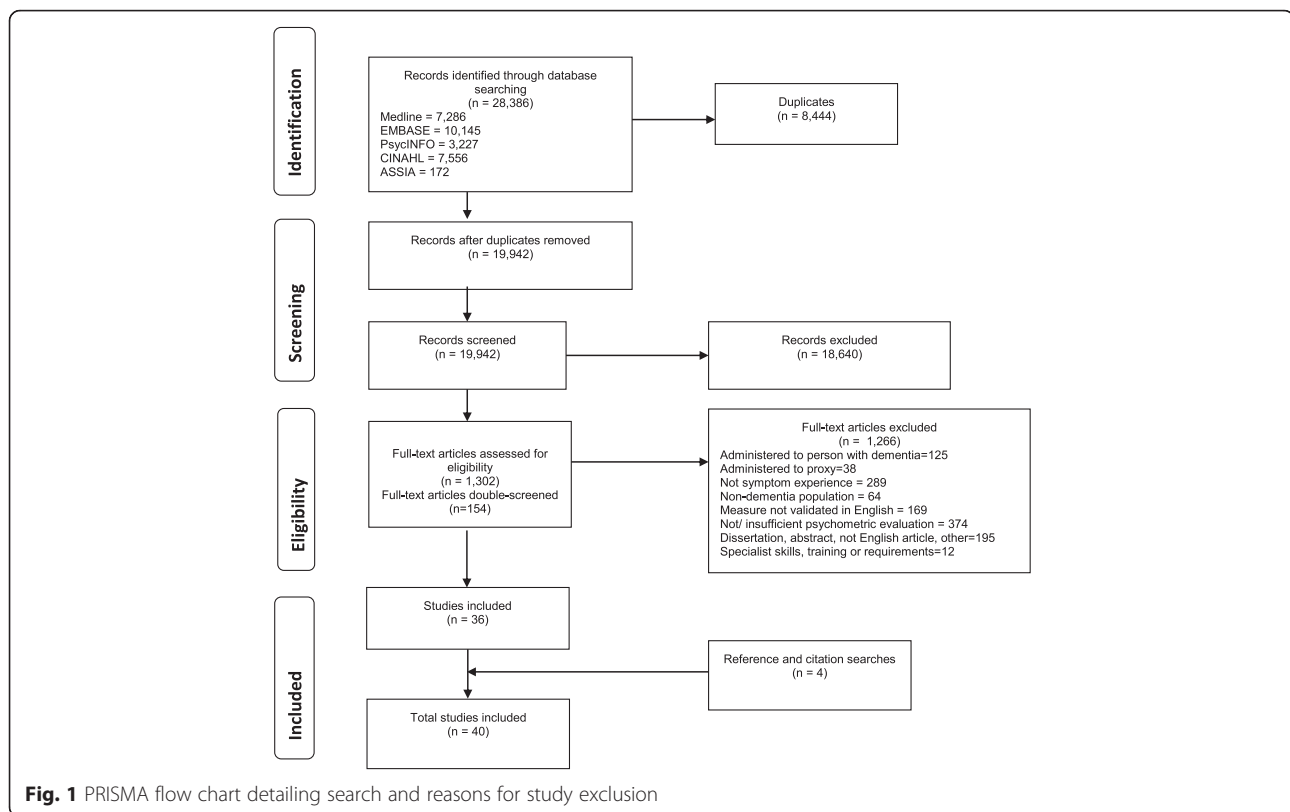 Identification
Records identified through database
searching
(n = 28,386)
Medline = 7,286
EMBASE = 10,145
PsycINFO = 3,227
CINAHL = 7,556
ASSIA = 172
Duplicates
(n = 8,444)
Screening
Records after duplicates removed
(n = 19,942)
Records screened
(n = 19,942)
Records excluded
(n = 18,640)
Eligibility
Full-text articles assessed for
eligibility
(n = 1,302)
Full-text articles double-screened
(n=154)
Full-text articles excluded
(n = 1,266)
Administered to person with dementia=125
Administered to proxy=38
Not symptom experience = 289
Non-dementia population = 64
Measure not validated in English = 169
Not/ insufficient psychometric evaluation = 374
Dissertation, abstract, not English article, other=195
Specialist skills, training or requirements=12
Included
Studies included
(n = 36)
Reference and citation searches
(n = 4)
Total studies included
(n = 40)
Fig. 1 PRISMA flow chart detailing search and reasons for study exclusion